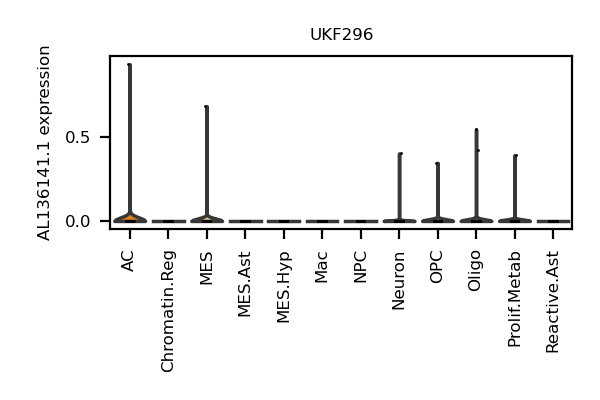 UKF296
AL136141.1 expression
0.5
0.0
AC
Chromatin.Reg
MES
MES.Ast
MES.Hyp
Mac
NPC
Neuron
OPC
Oligo
Prolif.Metab
Reactive.Ast